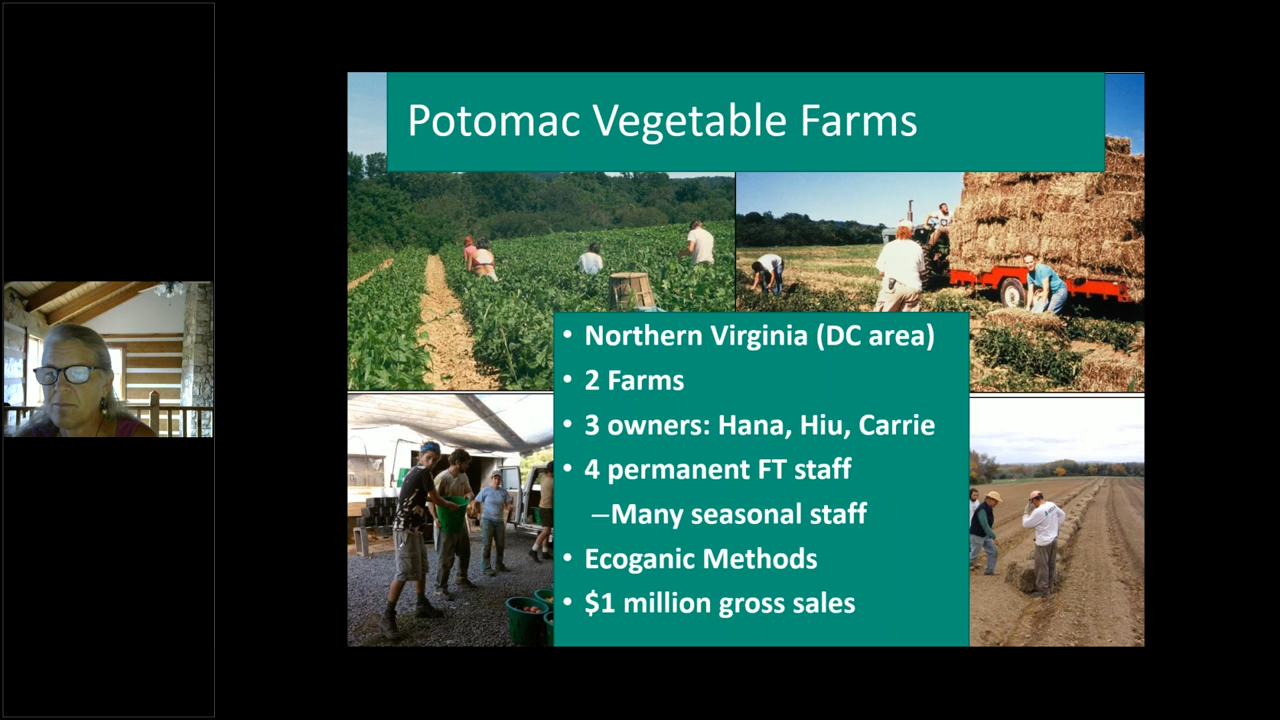 Potomac Vegetable Farms
• Northern Virginia (DC area)
• 2 Farms
• 3 owners: Hana, Hiu, Carrie
• 4 permanent FT staff
–Many seasonal staff
• Ecoganic Methods
• $1 million gross sales